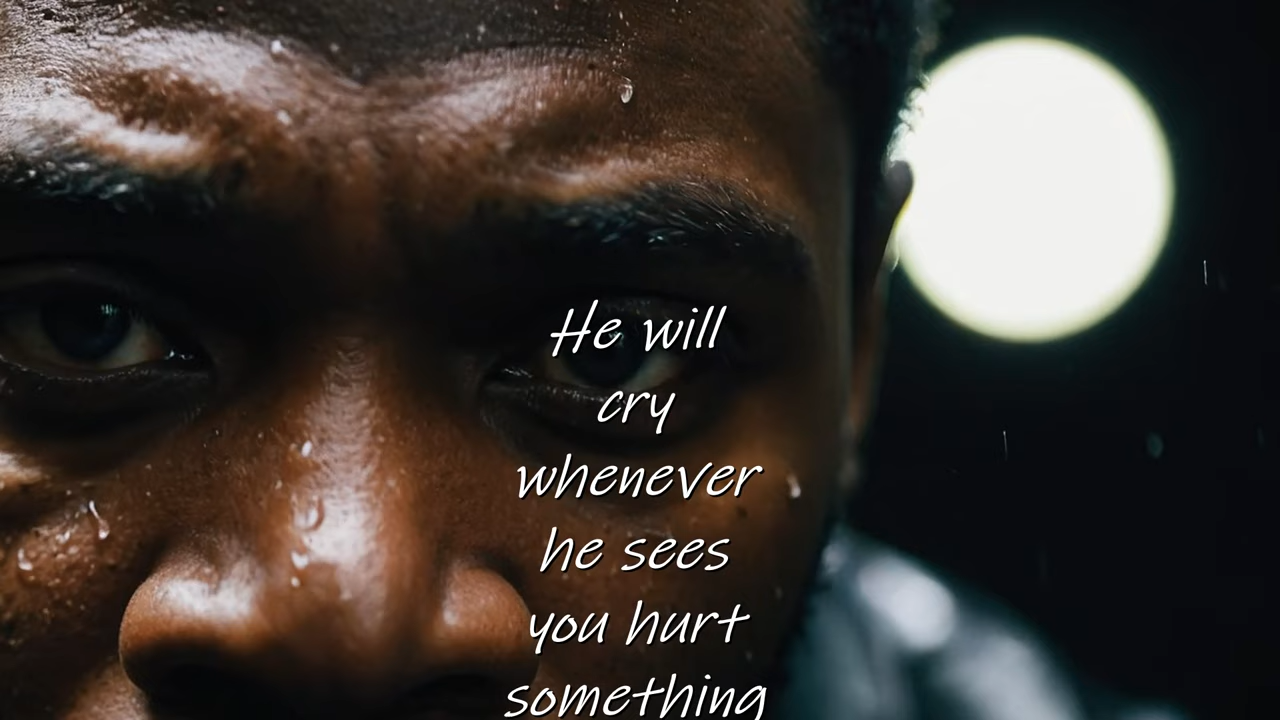 He will
cry
whenever
he sees
you hurt
something